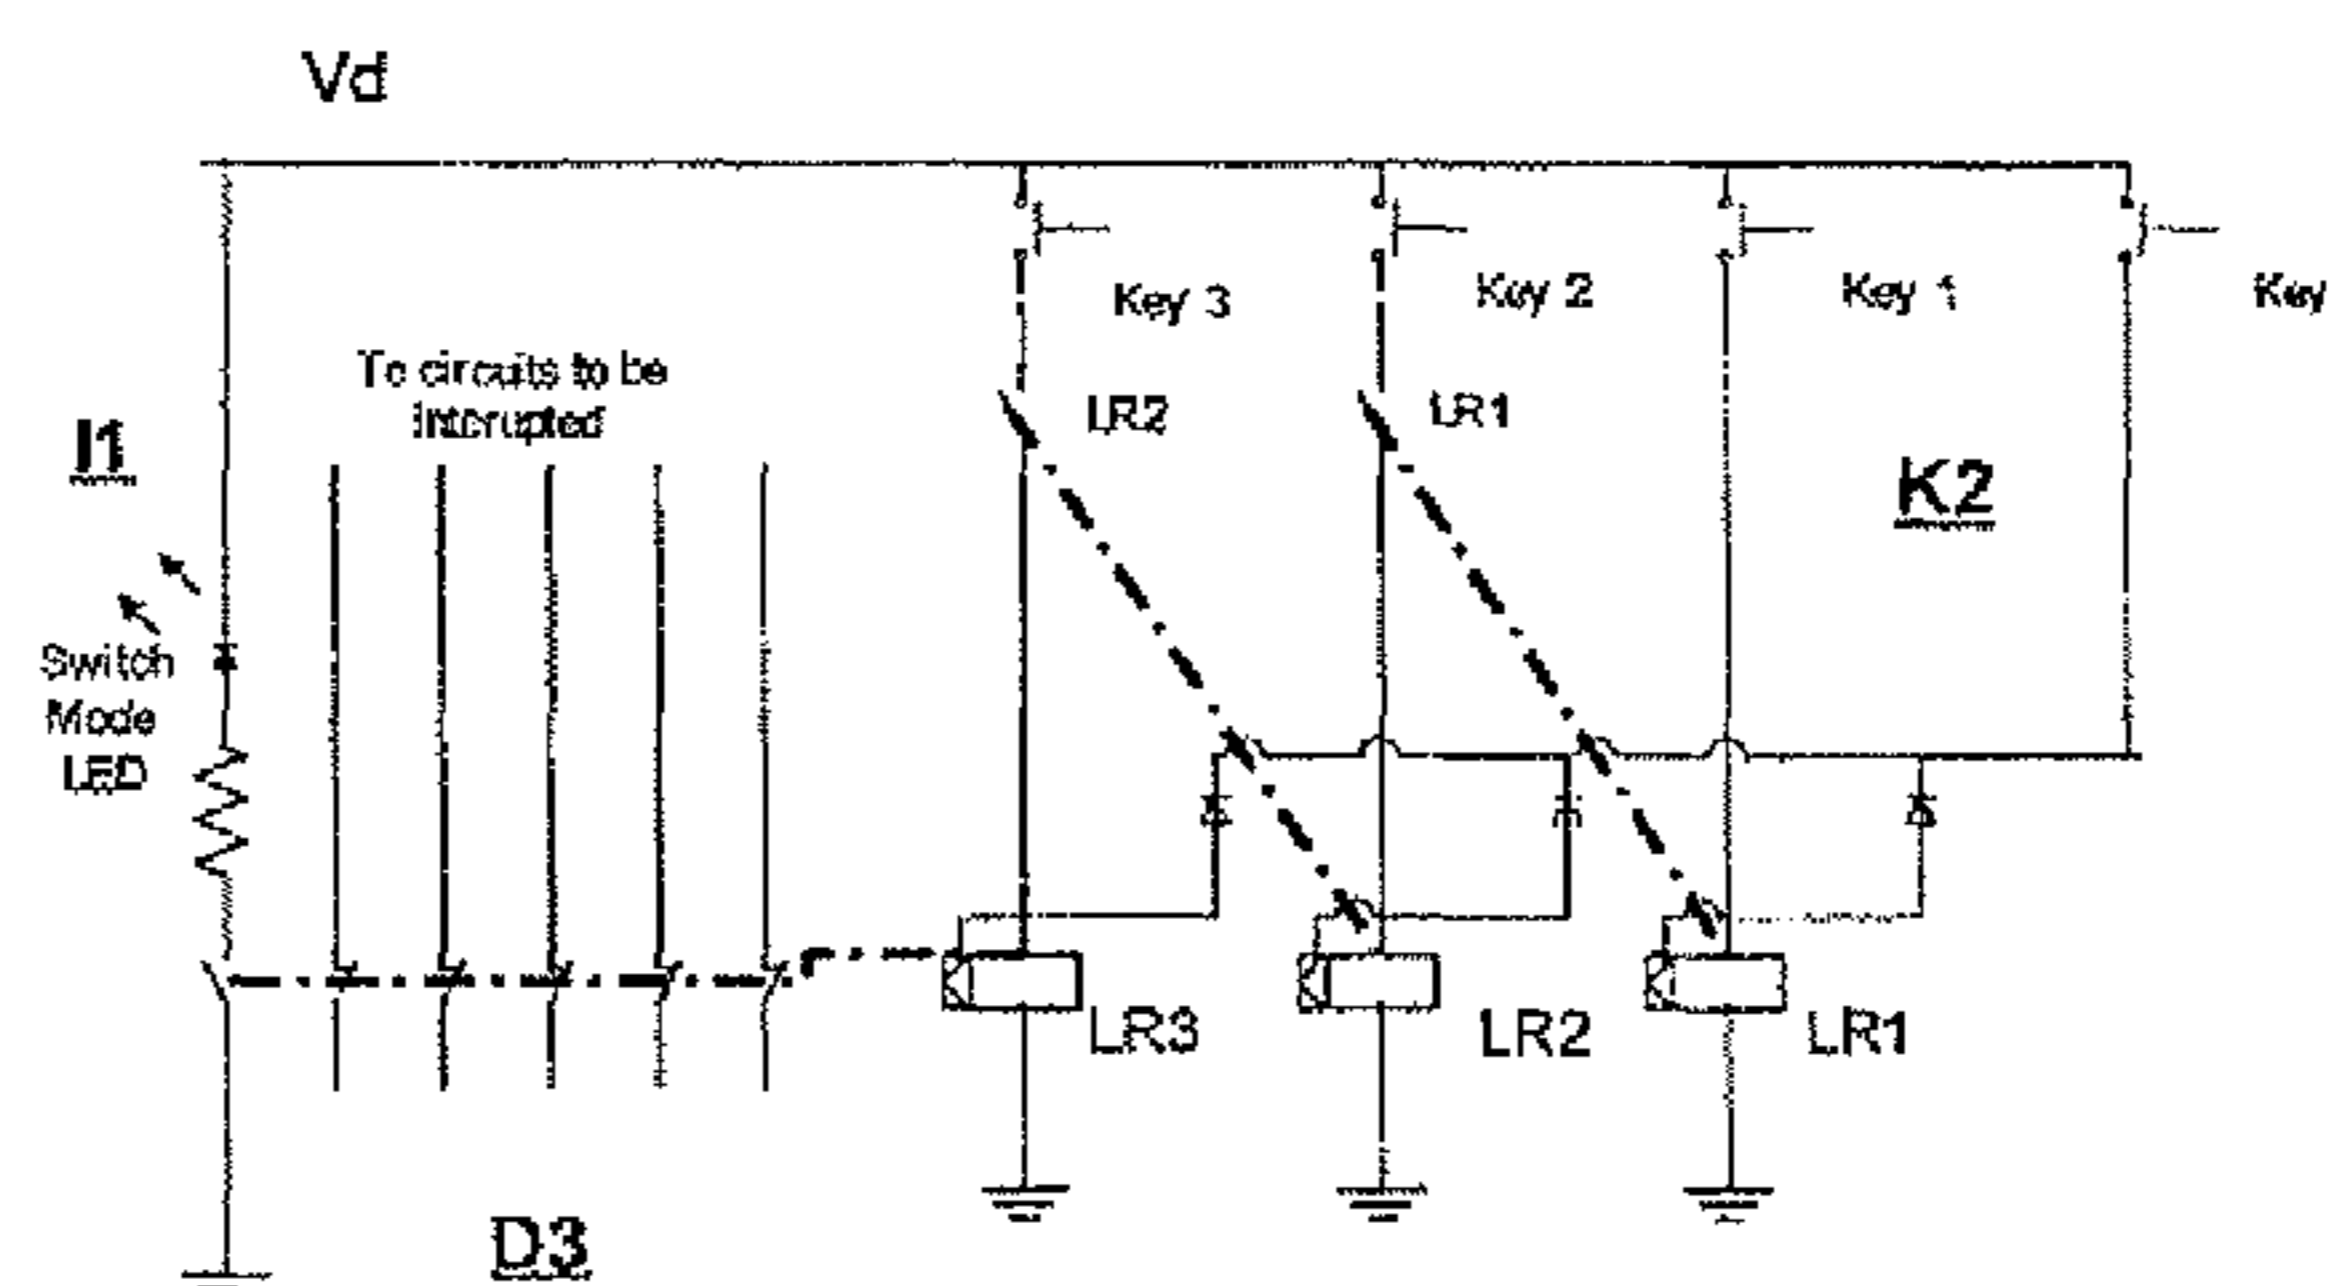 Vd
Key 3
Key 2
Key 1
Key
To circuits to be
Interupted
LR2
LR1
I1
K2
Switch
Mode
LED
LR3
LR2
LR1
D3